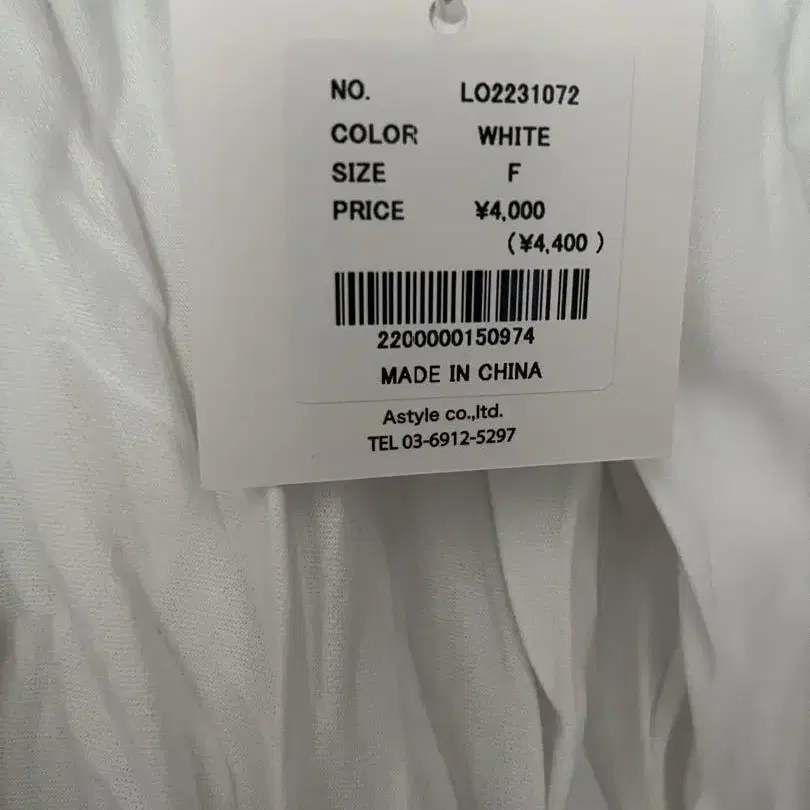 NO. LO2231072
COLOR WHITE
SIZE F
PRICE ¥4,000
(¥4,400 )
2200000150974
MADE IN CHINA
Astyle co.,ltd.
TEL 03-6912-5297